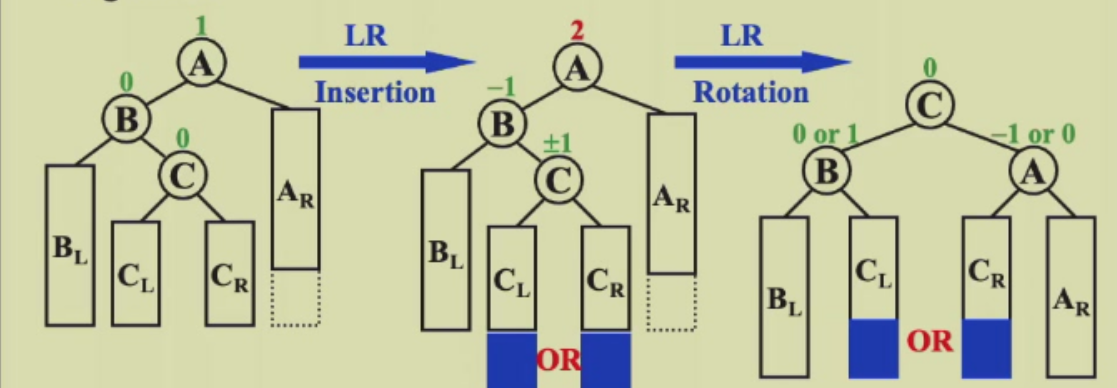 1
A
0
B
0
C
B_L
C_L
C_R
A_R
LR
Insertion
2
A
–1
B
±1
C
B_L
C_L
C_R
A_R
OR
LR
Rotation
0
C
0 or 1
B
–1 or 0
A
B_L
C_L
C_R
A_R
OR